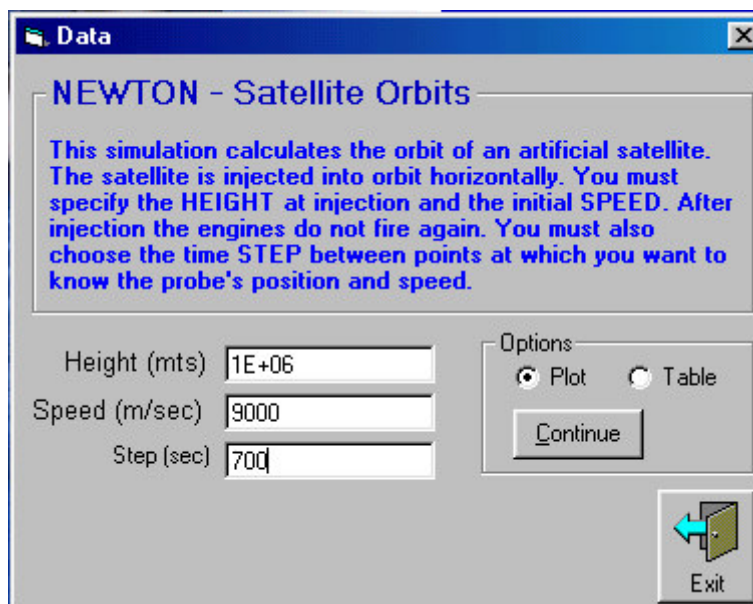 Data
NEWTON - Satellite Orbits
This simulation calculates the orbit of an artificial satellite.
The satellite is injected into orbit horizontally. You must
specify the HEIGHT at injection and the initial SPEED. After
injection the engines do not fire again. You must also
choose the time STEP between points at which you want to
know the probe's position and speed.
Height (mts) 1E+06
Speed (m/sec) 9000
Step (sec) 700
Options
Plot Table
Continue
Exit